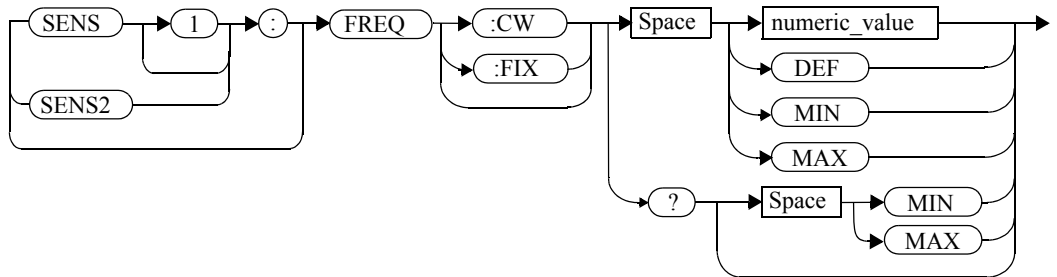 SENS 1 : FREQ :CW Space numeric_value
:FIX DEF
SENS2 MIN
MAX
? Space MIN
MAX